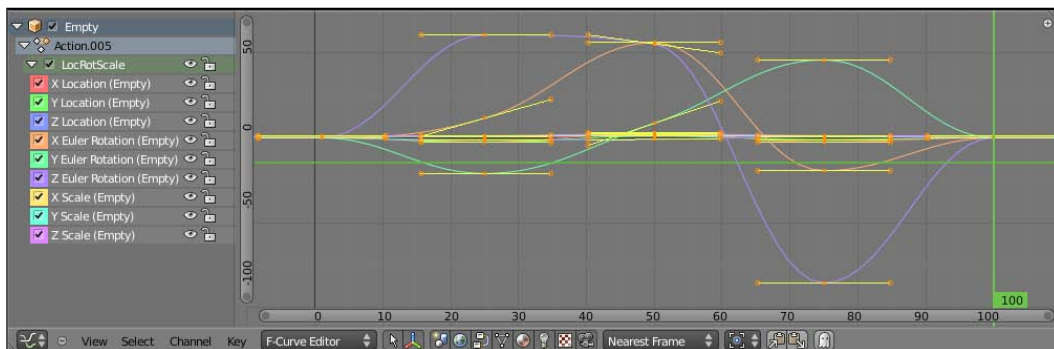 Empty
Action.005
LocRotScale
X Location (Empty)
Y Location (Empty)
Z Location (Empty)
X Euler Rotation (Empty)
Y Euler Rotation (Empty)
Z Euler Rotation (Empty)
X Scale (Empty)
Y Scale (Empty)
Z Scale (Empty)
50
0
-50
-100
100
0 10 20 30 40 50 60 70 80 90 100
View Select Channel Key F-Curve Editor Nearest Frame